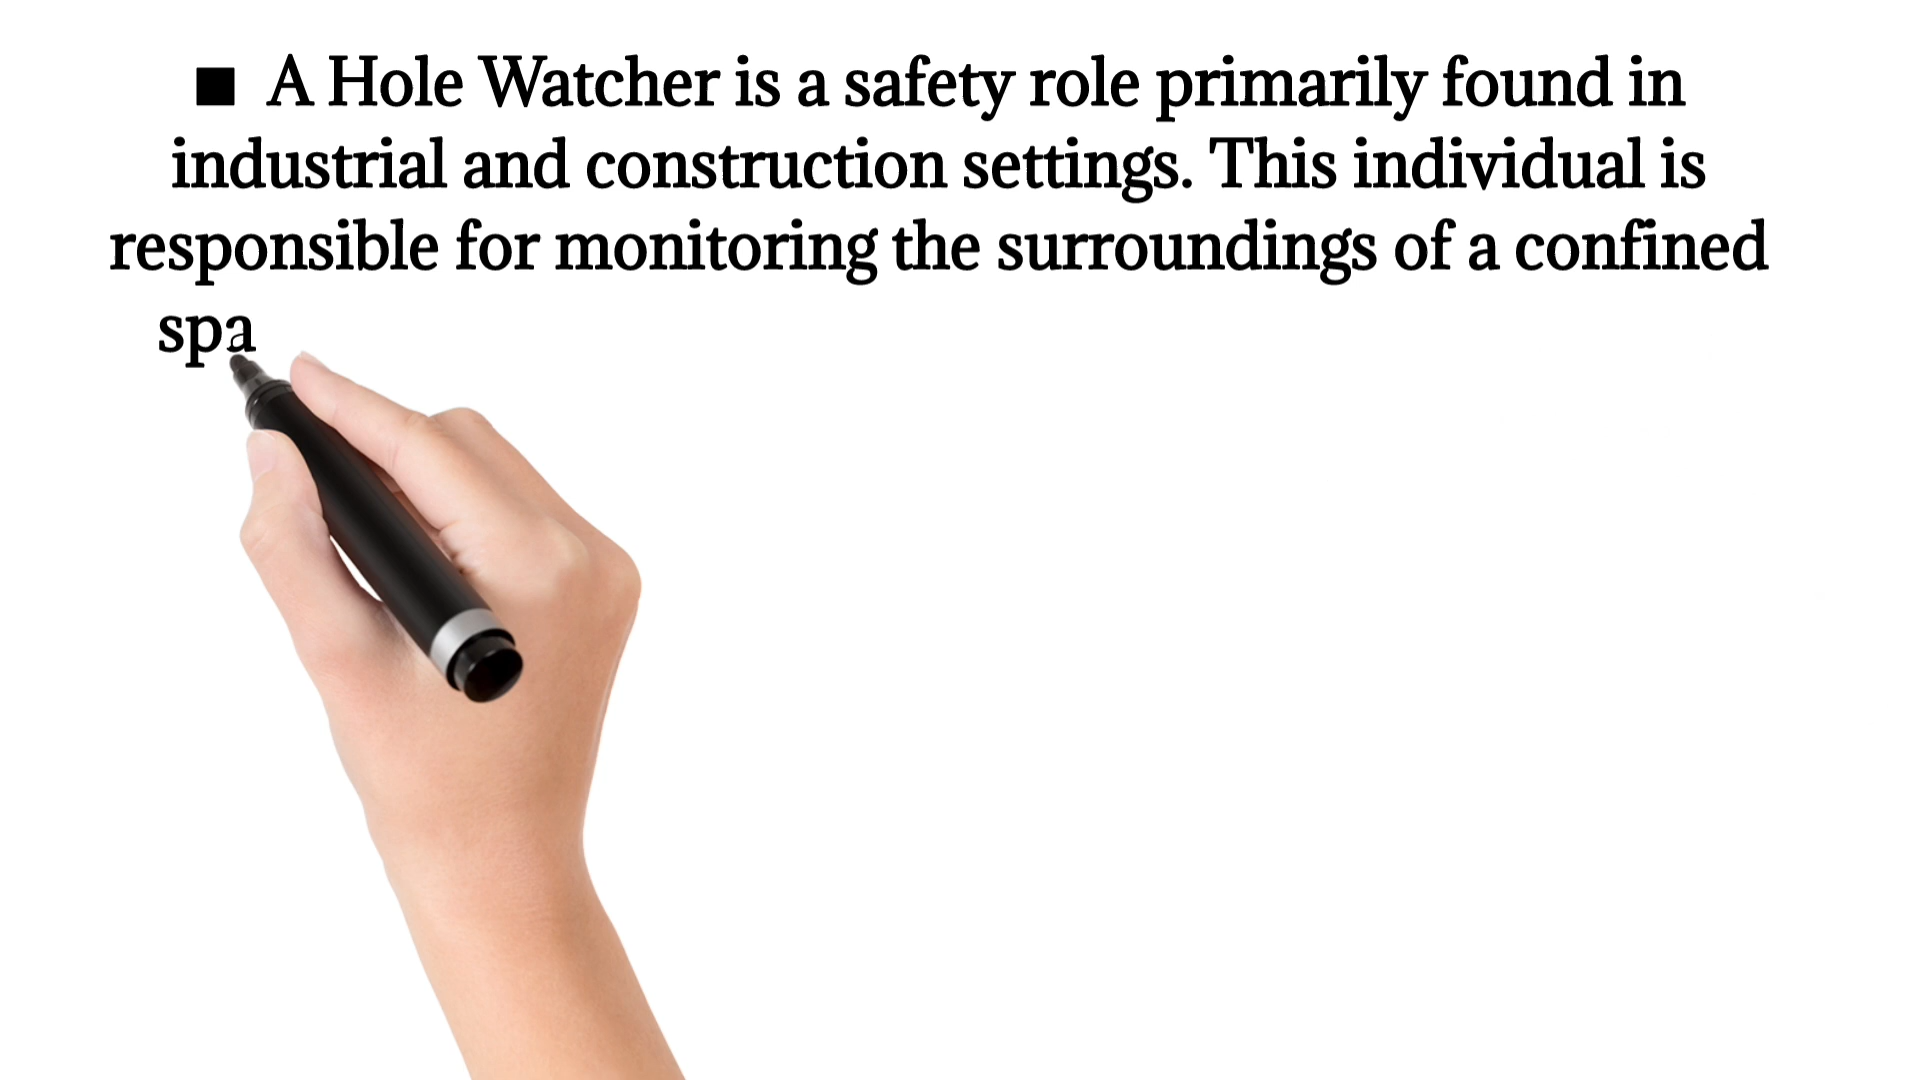 ■ A Hole Watcher is a safety role primarily found in
industrial and construction settings. This individual is
responsible for monitoring the surroundings of a confined
spa